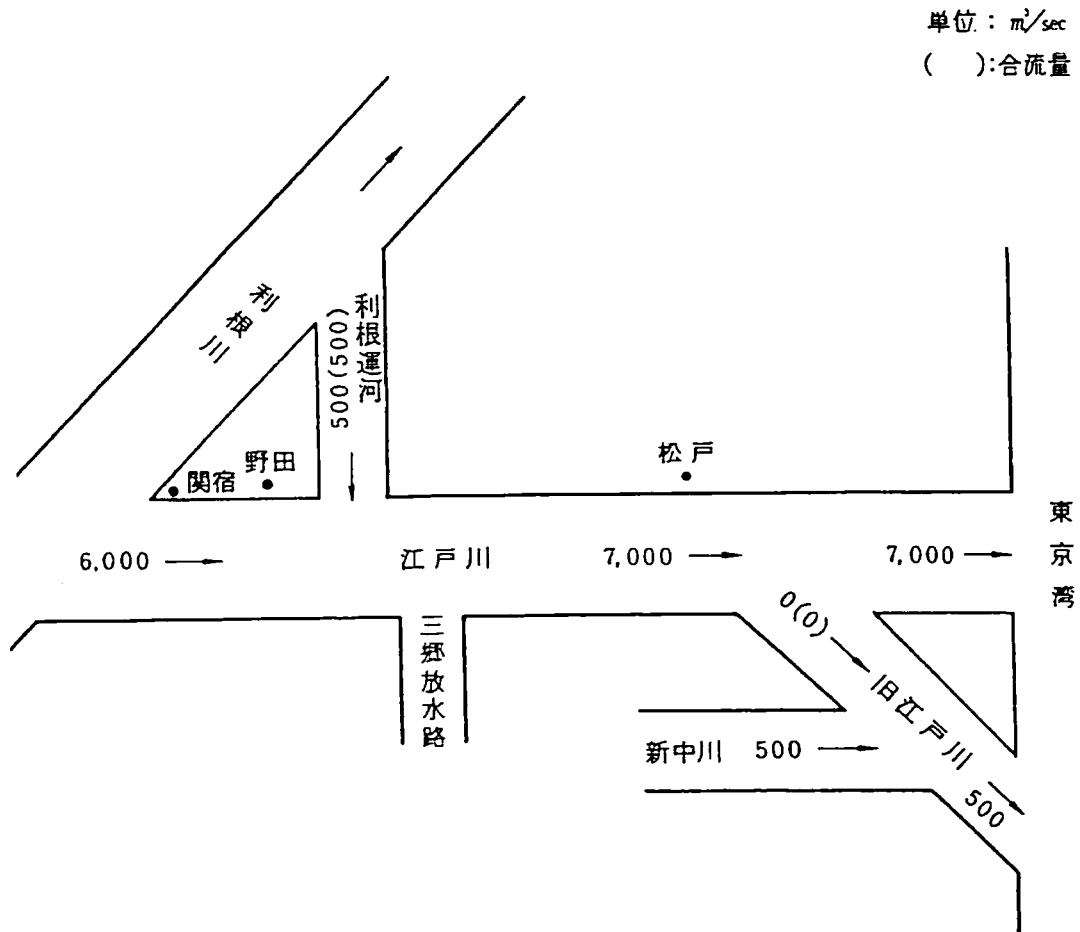 単位: m³/sec
( ):合流量
利根川
利根運河
500(500)
野田
関宿
松戸
東京湾
6,000 →
江戸川
7,000 →
7,000 →
0(0) →
三郷放水路
旧江戸川
新中川 500 →
500